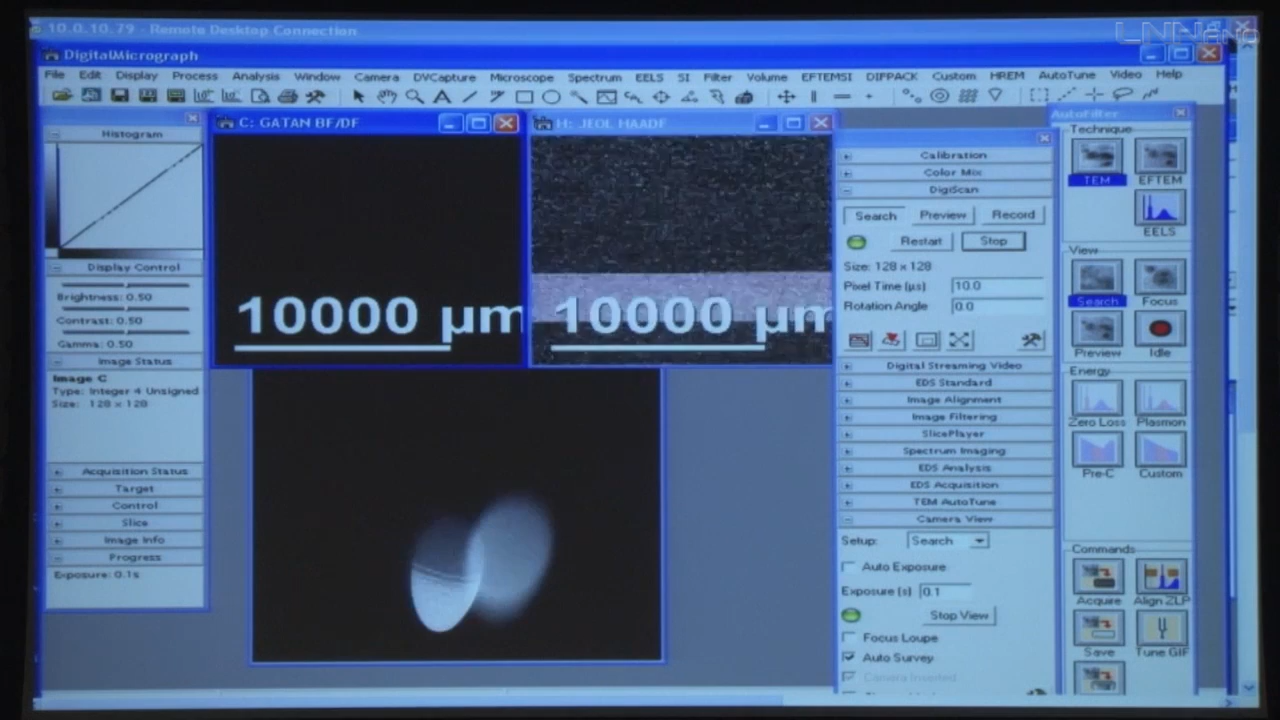 10.0.10.79 - Remote Desktop Connection
LNNano
DigitalMicrograph
File Edit Display Process Analysis Window Camera DVCapture Microscope Spectrum EELS SI Filter Volume EFTEMSI DIFPACK Custom HREM AutoTune Video Help
Histogram
Display Control
Brightness: 0.50
Contrast: 0.50
Gamma: 0.50
Image Status
Image C
Type: Integer 4 Unsigned
Size: 128 x 128
Acquisition Status
Target
Control
Slice
Image Info
Progress
Exposure: 0.1s
C: GATAN BF/DF
10000 µm
H: JEOL HAADF
10000 µm
Calibration
Color Mix
DigiScan
Search Preview Record
Restart Stop
Size: 128 x 128
Pixel Time (µs) 10.0
Rotation Angle 0.0
Digital Streaming Video
EDS Standard
Image Alignment
Image Filtering
SlicePlayer
Spectrum Imaging
EDS Analysis
EDS Acquisition
TEM AutoTune
Camera View
Setup: Search
Auto Exposure
Exposure (s) 0.1
Stop View
Focus Loupe
Auto Survey
Camera Inserted
AutoFilter
Technique
TEM EFTEM
EELS
View
Search Focus
Preview Idle
Energy
Zero Loss Plasmon
Pre-C Custom
Commands
Acquire Align ZLP
Save Tune GIF